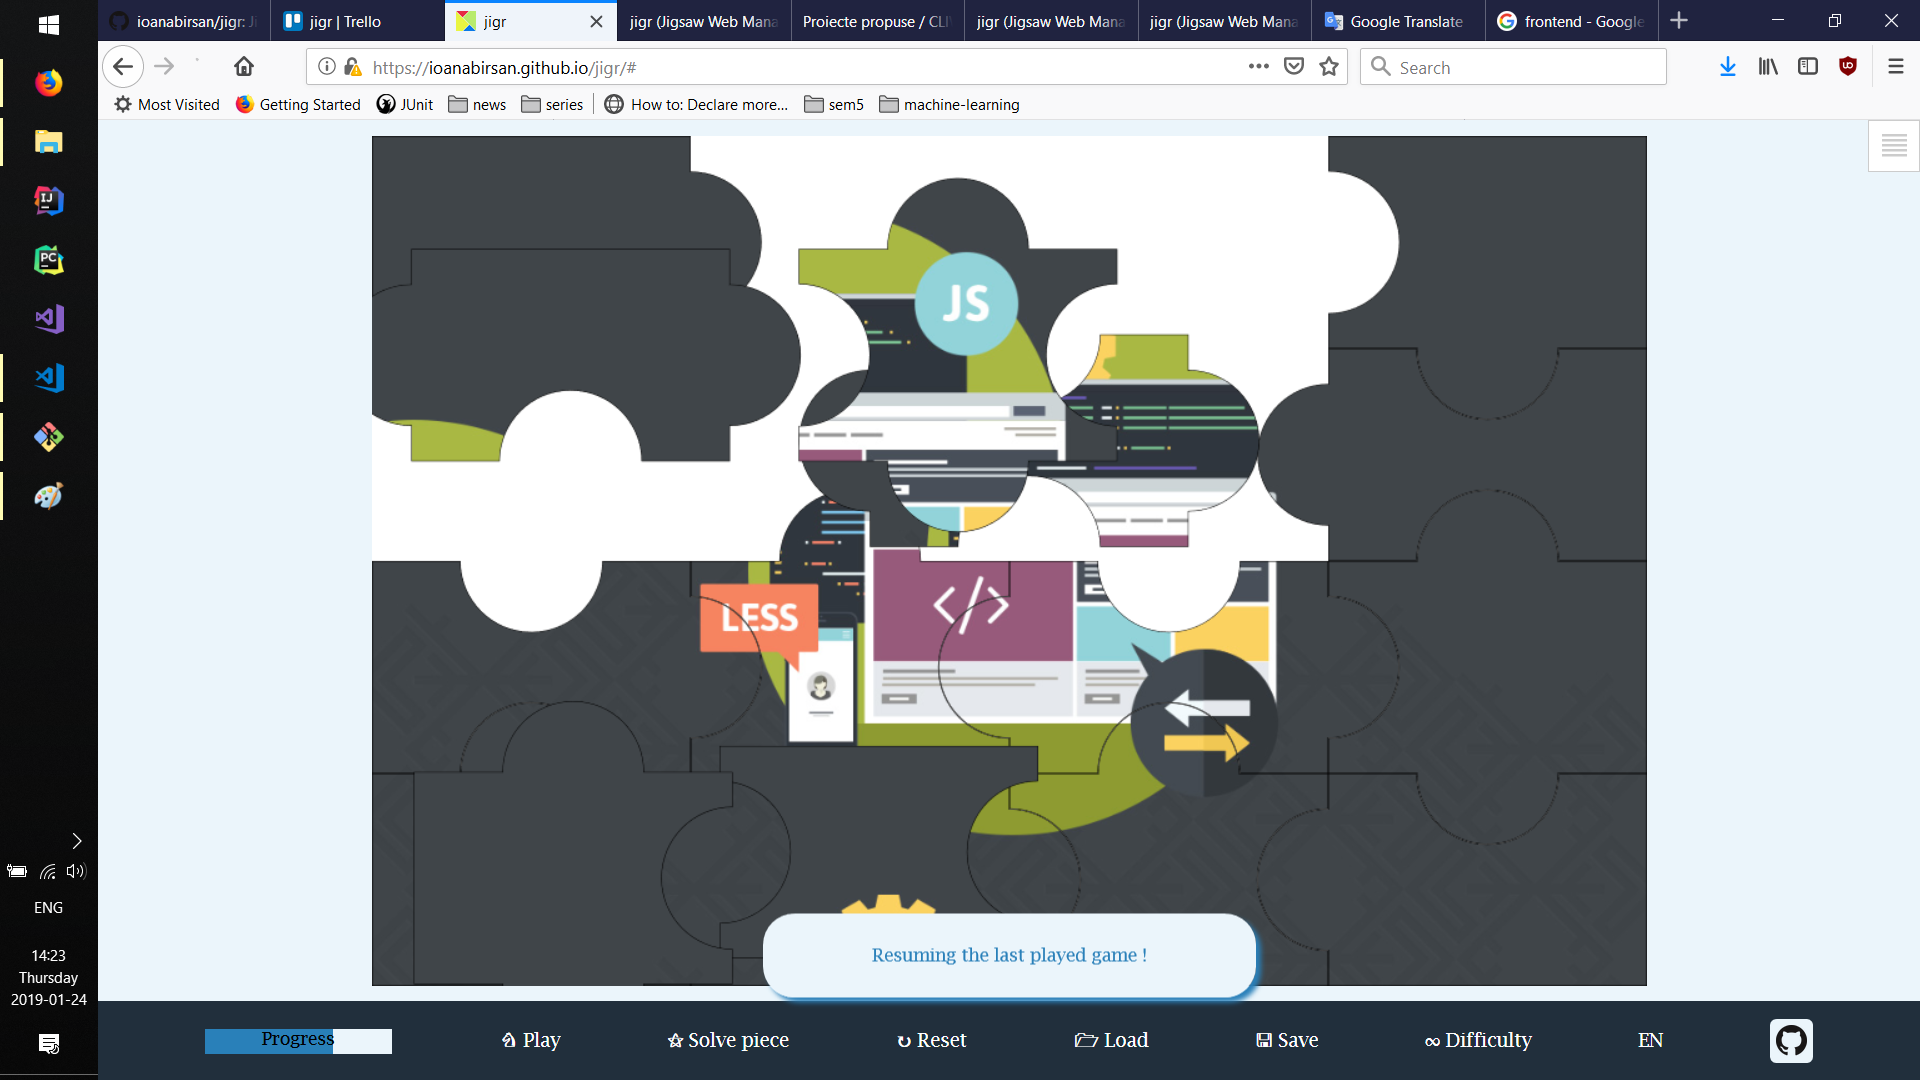 ioanabirsan/jigr: Ji
jigr | Trello
jigr
jigr (Jigsaw Web Mana
Proiecte propuse / CLI
jigr (Jigsaw Web Mana
jigr (Jigsaw Web Mana
Google Translate
frontend - Google
https://ioanabirsan.github.io/jigr/#
Search
Most Visited
Getting Started
JUnit
news
series
How to: Declare more...
sem5
machine-learning
IJ
PC
JS
LESS
</>
ENG
14:23
Thursday
2019-01-24
Resuming the last played game !
Progress
Play
Solve piece
Reset
Load
Save
∞ Difficulty
EN